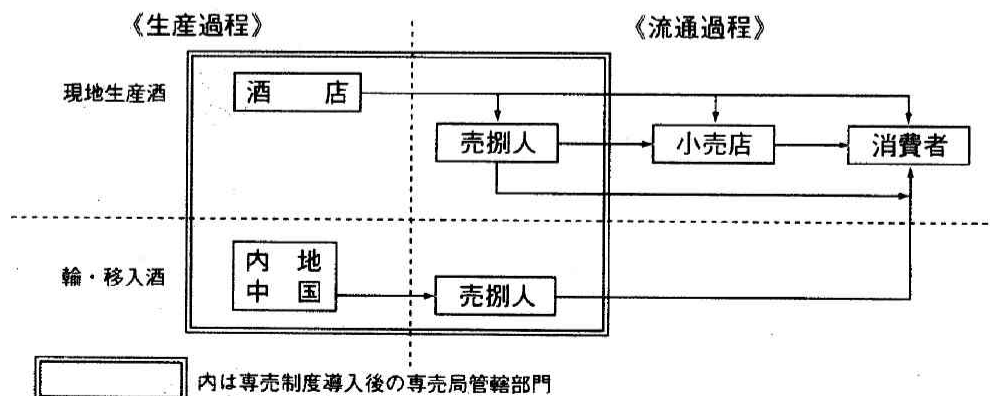 《生産過程》 《流通過程》
現地生産酒
酒 店
売捌人
小売店
消費者
輸・移入酒
内 地
中 国
売捌人
内は専売制度導入後の専売局管轄部門